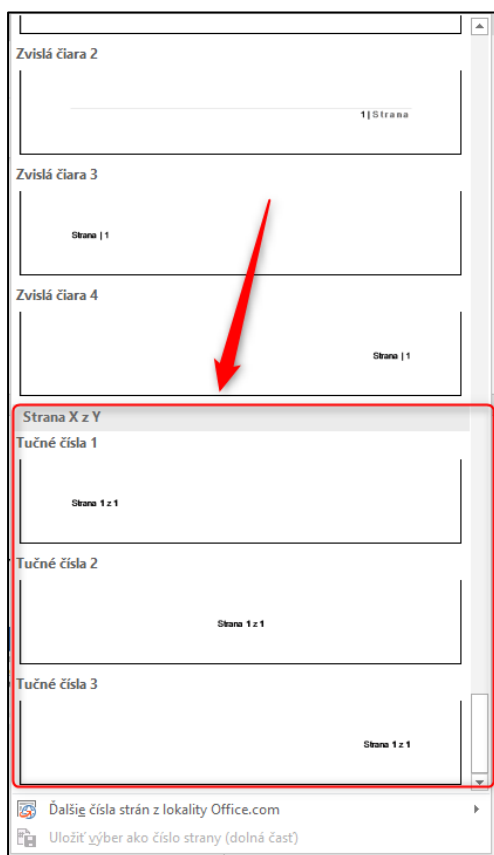 Zvislá čiara 2
1|Strana
Zvislá čiara 3
Strana | 1
Zvislá čiara 4
Strana | 1
Strana X z Y
Tučné čísla 1
Strana 1 z 1
Tučné čísla 2
Strana 1 z 1
Tučné čísla 3
Strana 1 z 1
Ďalšie čísla strán z lokality Office.com
Uložiť výber ako číslo strany (dolná časť)